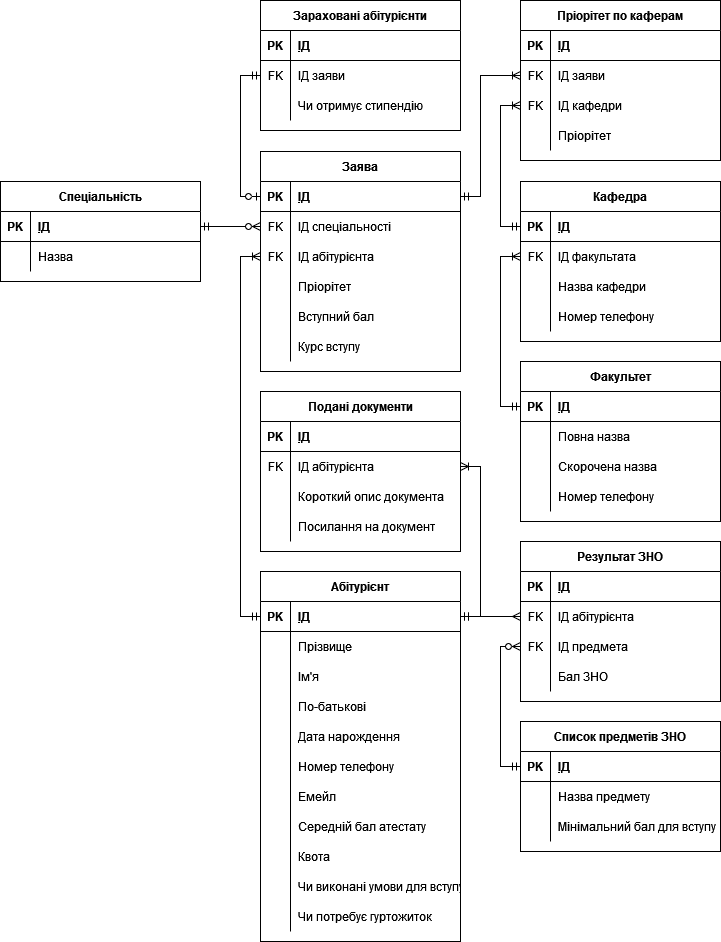 Зараховані абітурієнти
PK ІД
FK ІД заяви
Чи отримує стипендію
Пріорітет по каферам
PK ІД
FK ІД заяви
FK ІД кафедри
Пріорітет
Спеціальність
PK ІД
Назва
Заява
PK ІД
FK ІД спеціальності
FK ІД абітурієнта
Пріорітет
Вступний бал
Курс вступу
Кафедра
PK ІД
FK ІД факультата
Назва кафедри
Номер телефону
Факультет
PK ІД
Повна назва
Скорочена назва
Номер телефону
Подані документи
PK ІД
FK ІД абітурієнта
Короткий опис документа
Посилання на документ
Абітурієнт
PK ІД
Прізвище
Ім'я
По-батькові
Дата нарождення
Номер телефону
Емейл
Середній бал атестату
Квота
Чи виконані умови для вступу
Чи потребує гуртожиток
Результат ЗНО
PK ІД
FK ІД абітурієнта
FK ІД предмета
Бал ЗНО
Список предметів ЗНО
PK ІД
Назва предмету
Мінімальний бал для вступу